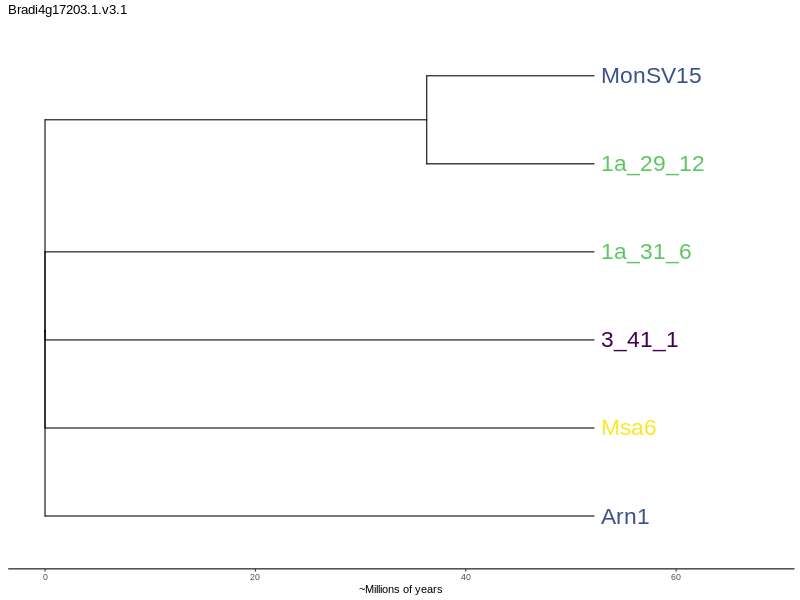 Bradi4g17203.1.v3.1
MonSV15
1a_29_12
1a_31_6
3_41_1
Msa6
Arn1
0 20 40 60
~Millions of years